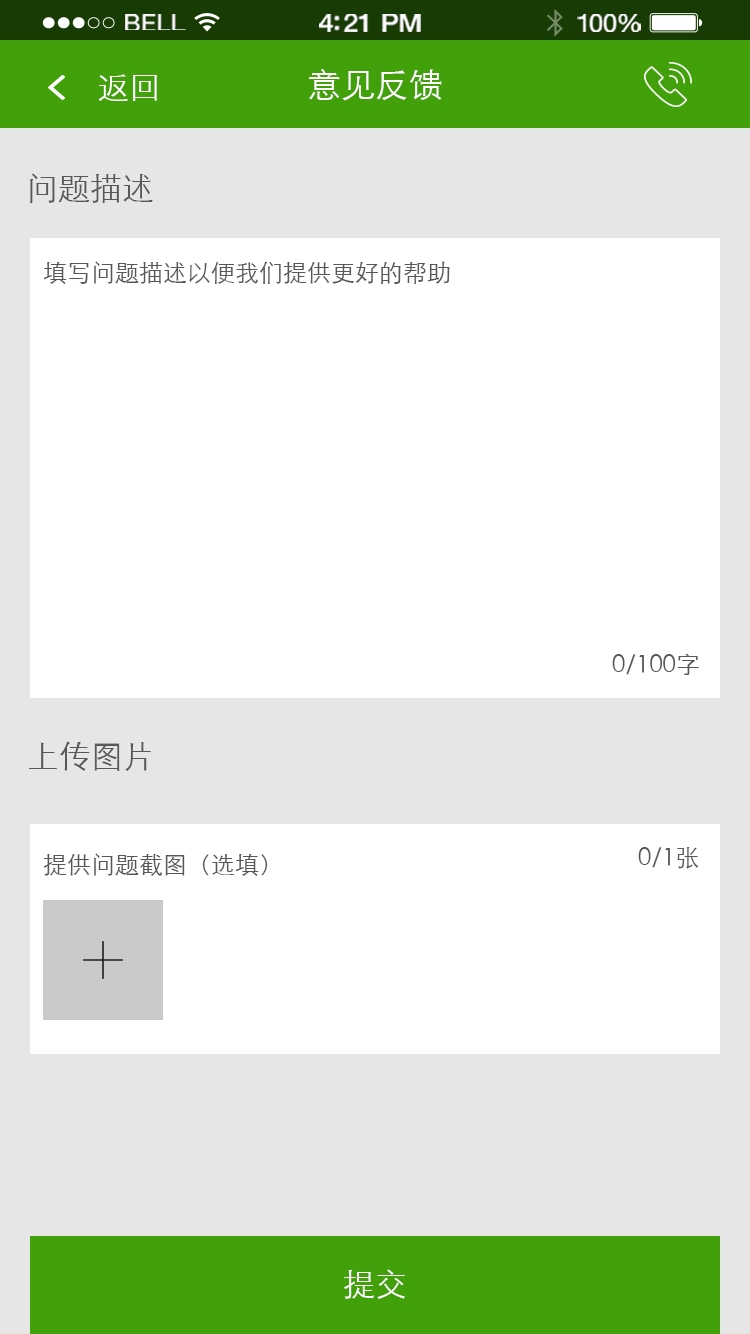 BELL 4:21 PM 100%
返回 意见反馈
问题描述
填写问题描述以便我们提供更好的帮助
0/100字
上传图片
提供问题截图（选填） 0/1张
提交